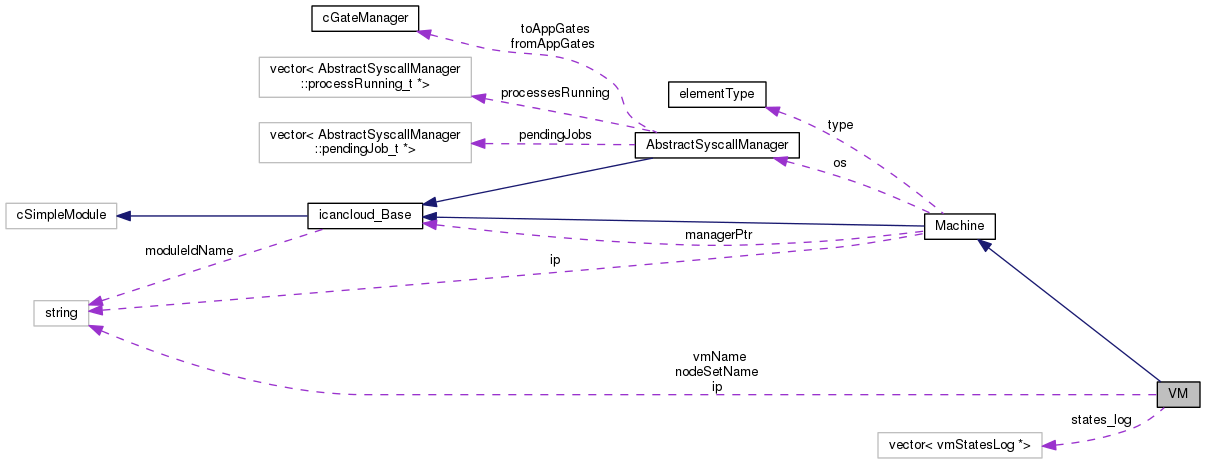 cGateManager
toAppGates
fromAppGates
vector< AbstractSyscallManager
::processRunning_t *>
processesRunning
elementType
type
vector< AbstractSyscallManager
::pendingJob_t *>
pendingJobs
AbstractSyscallManager
os
cSimpleModule
icancloud_Base
Machine
managerPtr
moduleIdName
ip
string
vmName
nodeSetName
ip
VM
states_log
vector< vmStatesLog *>